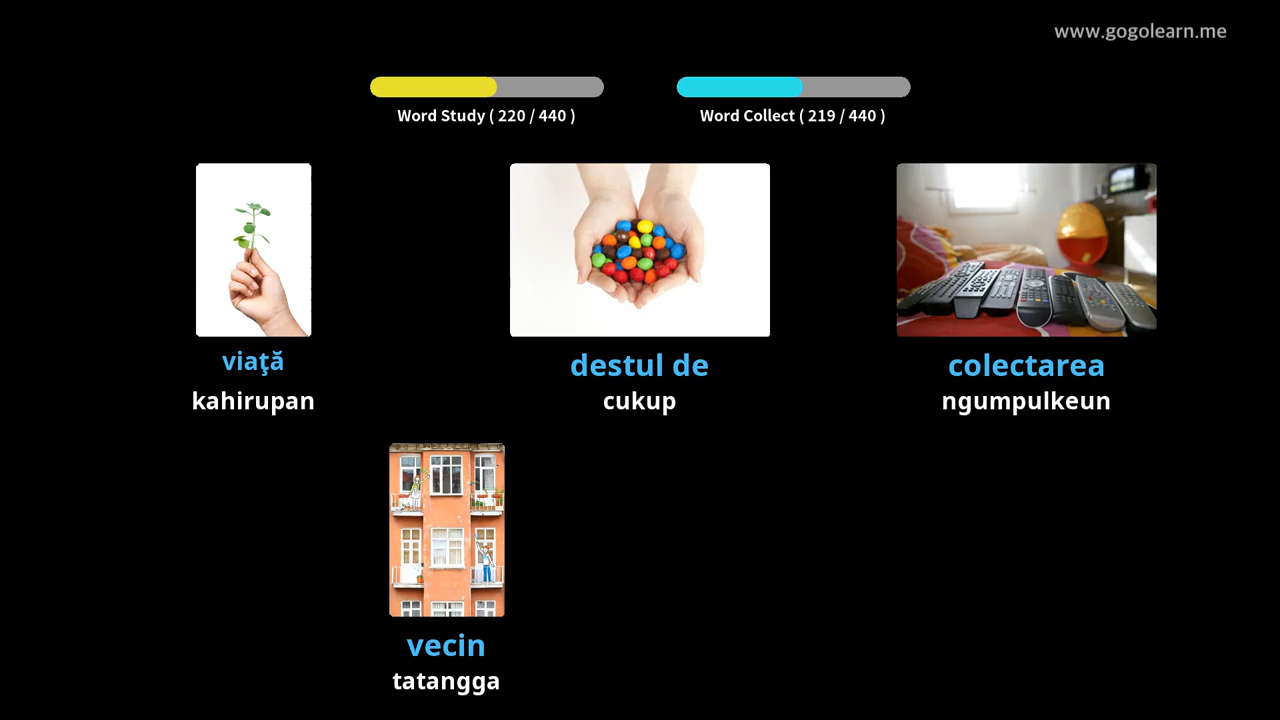 www.gogolearn.me
Word Study ( 220 / 440 )
Word Collect ( 219 / 440 )
viaţă
destul de
colectarea
kahirupan
cukup
ngumpulkeun
vecin
tatangga